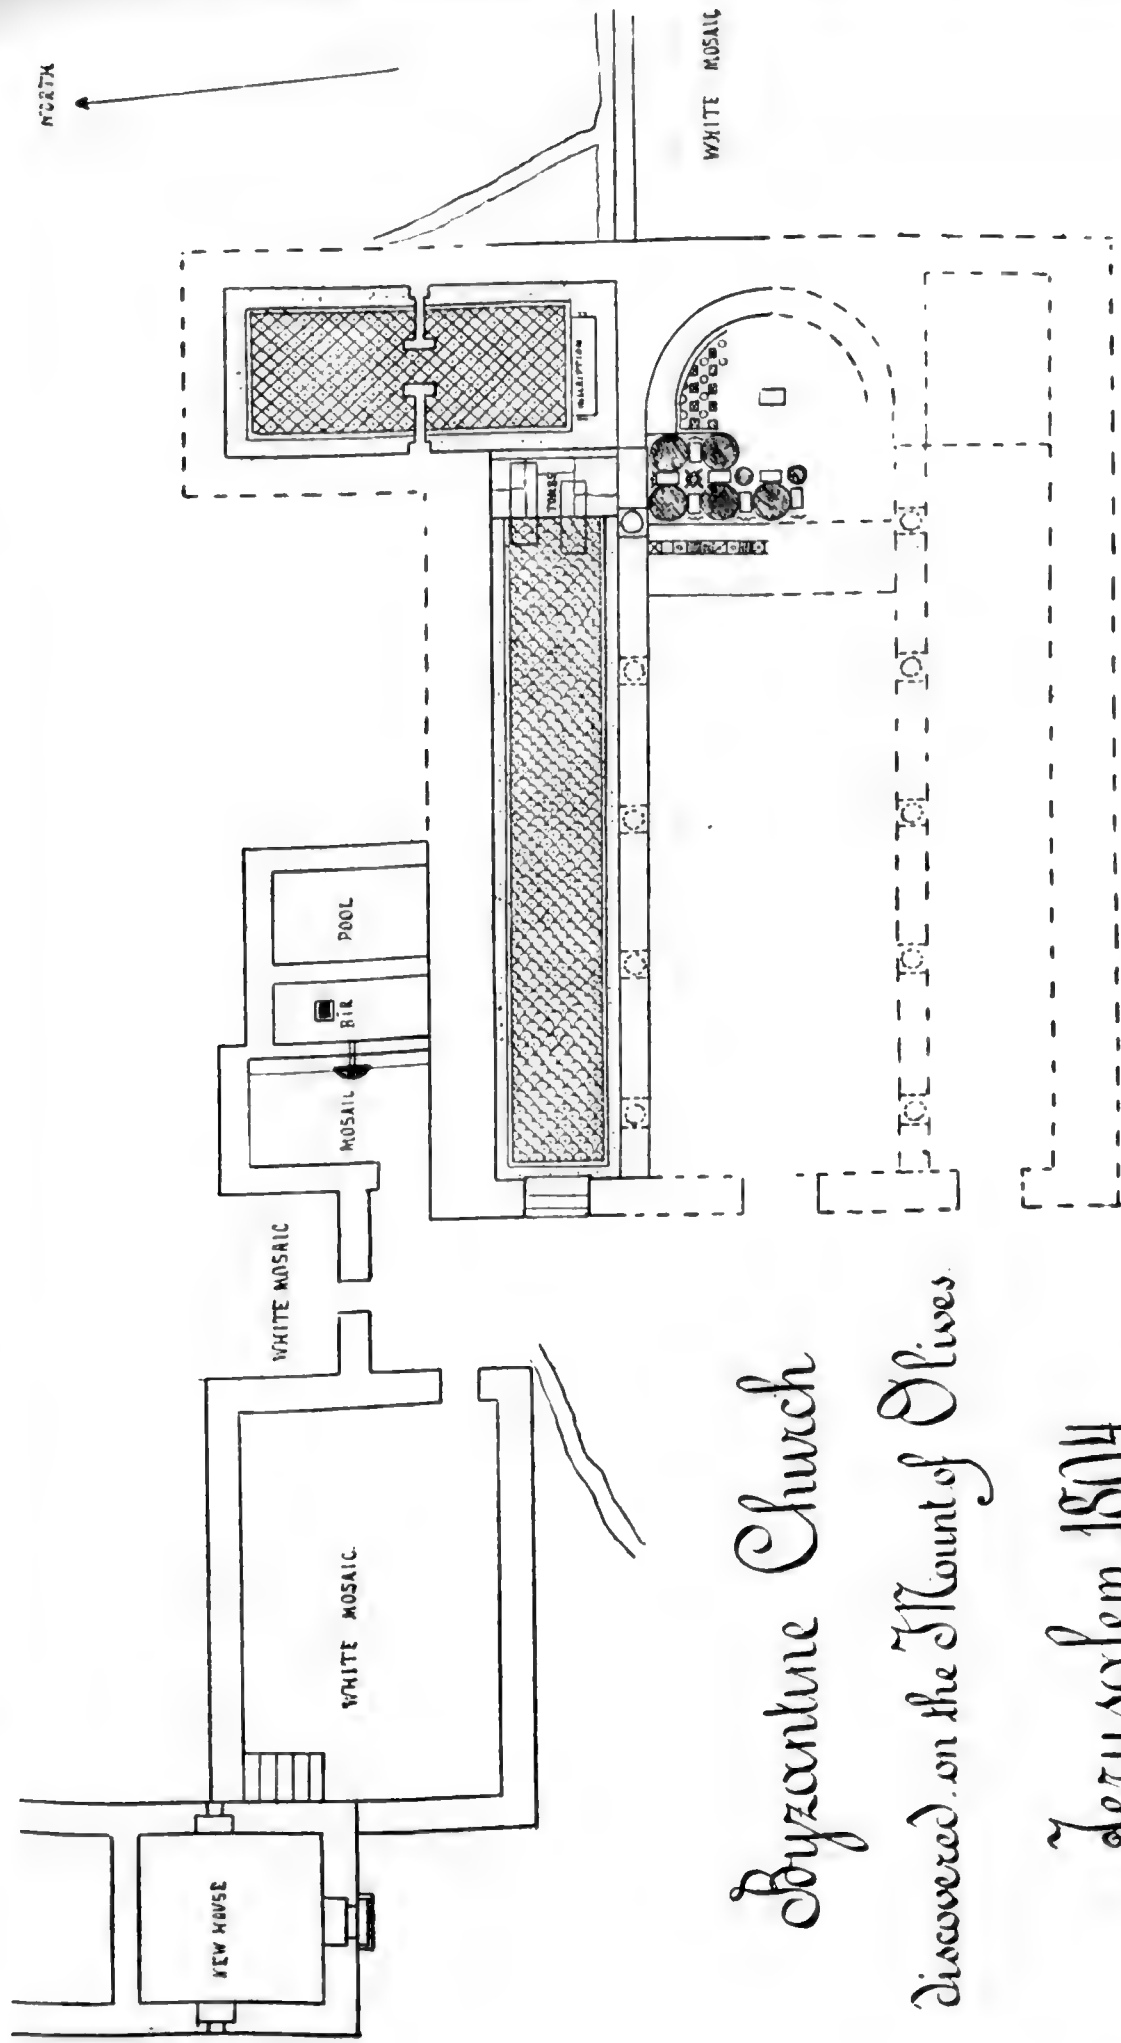 NORTH
WHITE MOSAIC
INSCRIPTION
TOMBS
POOL
BIR
MOSAIC
WHITE MOSAIC
WHITE MOSAIC.
NEW HOUSE
Byzantine Church
discovered on the Mount of Olives.
Jerusalem 1894